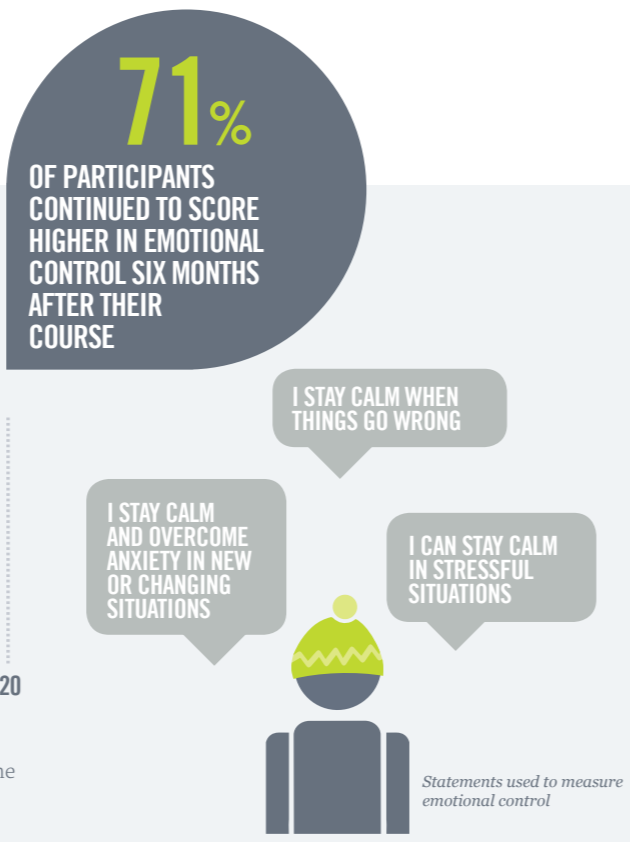 71%
OF PARTICIPANTS
CONTINUED TO SCORE
HIGHER IN EMOTIONAL
CONTROL SIX MONTHS
AFTER THEIR
COURSE
I STAY CALM WHEN
THINGS GO WRONG
I STAY CALM
AND OVERCOME
ANXIETY IN NEW
OR CHANGING
SITUATIONS
I CAN STAY CALM
IN STRESSFUL
SITUATIONS
20
Statements used to measure
emotional control